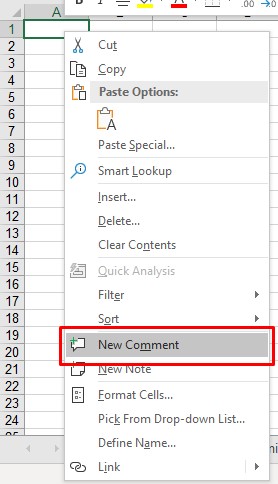 B
A
.00
→0
A
1
2
3
4
5
6
7
8
9
10
11
12
13
14
15
16
17
18
19
20
21
22
23
24
Cut
Copy
Paste Options:
Paste Special...
Smart Lookup
Insert...
Delete...
Clear Contents
Quick Analysis
Filter
Sort
New Comment
New Note
Format Cells...
Pick From Drop-down List...
Define Name...
Link